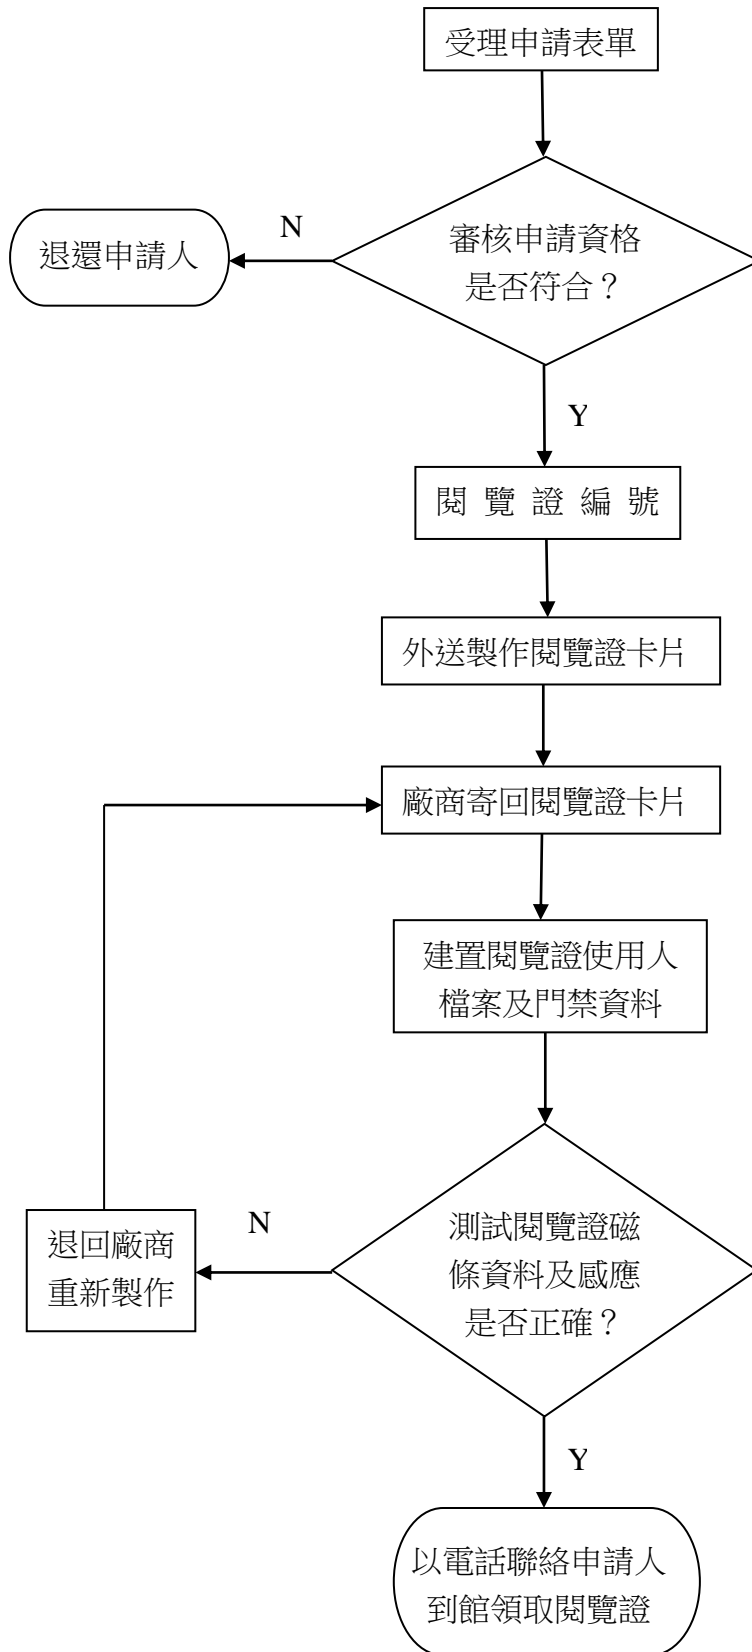 受理申請表單
審核申請資格
是否符合？
N
退還申請人
Y
閱覽證編號
外送製作閱覽證卡片
廠商寄回閱覽證卡片
建置閱覽證使用人
檔案及門禁資料
測試閱覽證磁
條資料及感應
是否正確？
N
退回廠商
重新製作
Y
以電話聯絡申請人
到館領取閱覽證